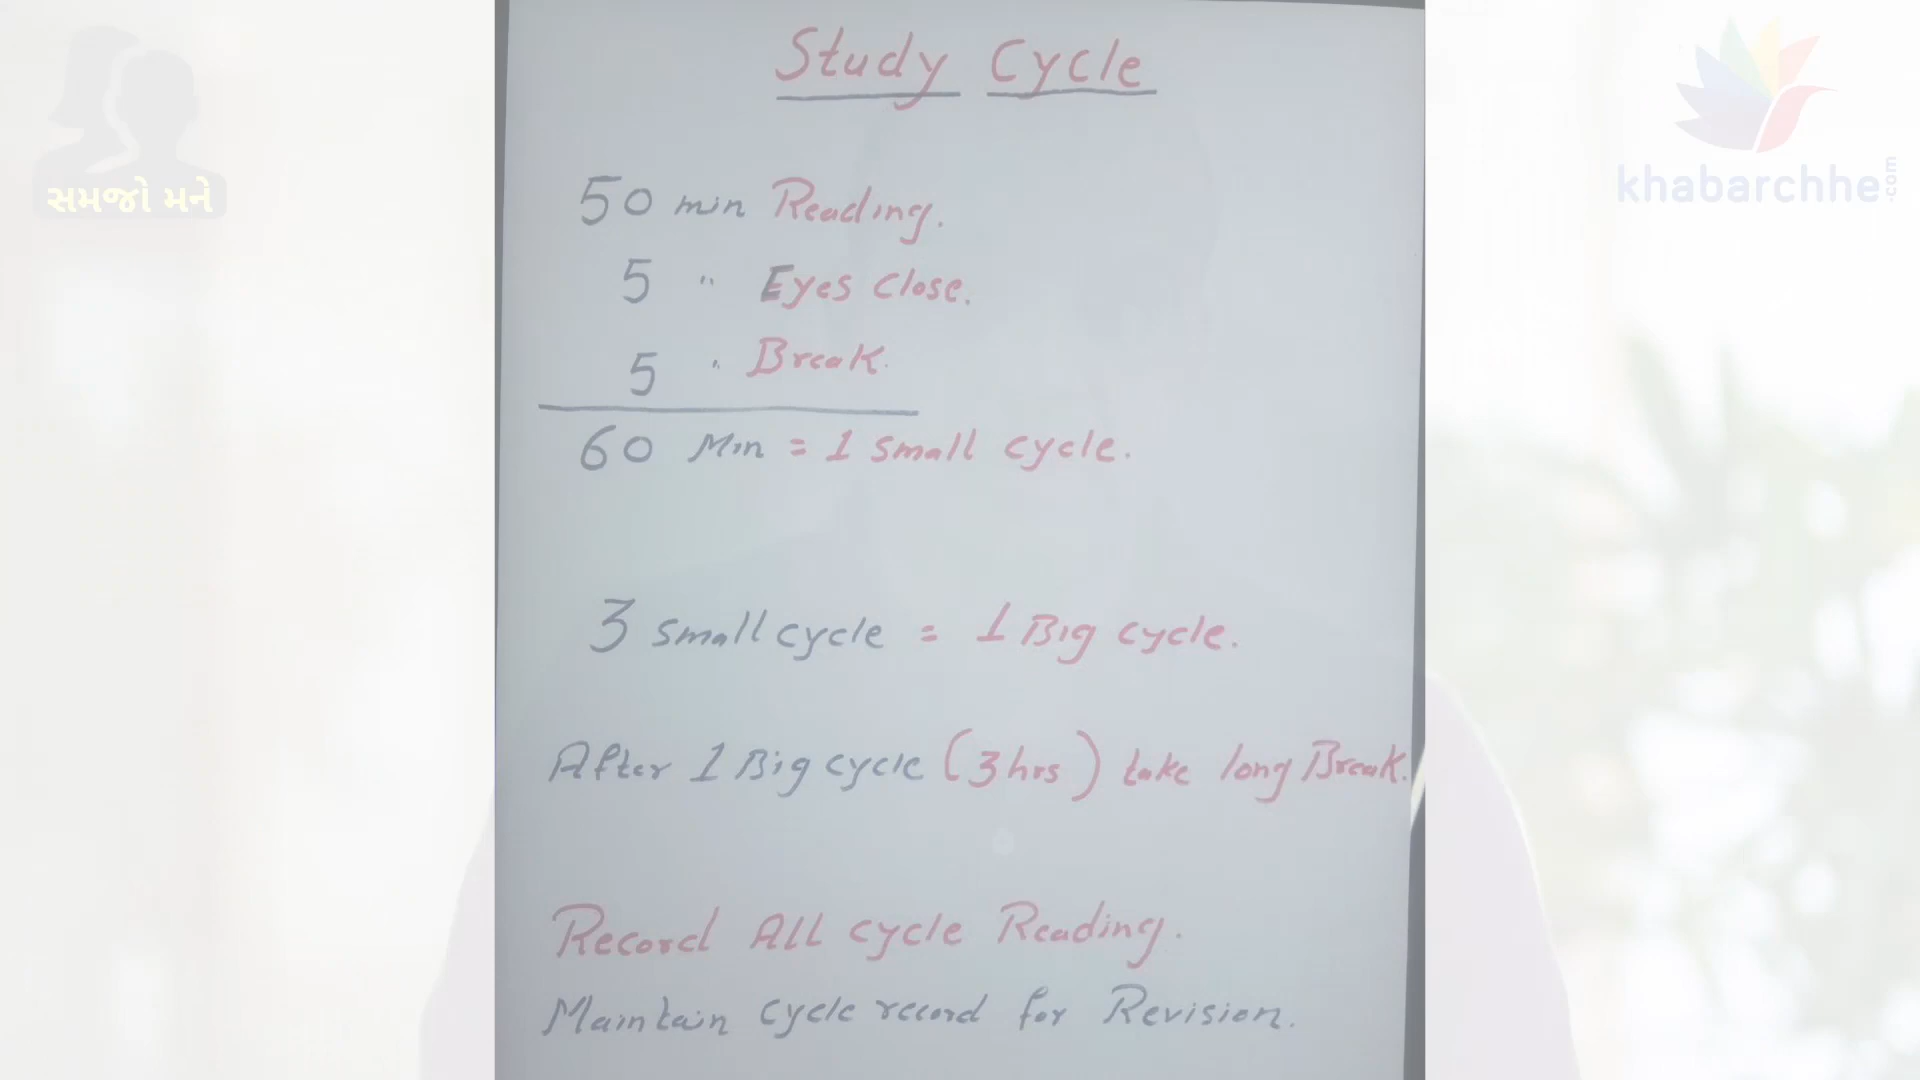 Study Cycle
50 min Reading.
5 " Eyes close.
5 " Break.
60 Min = 1 small cycle.
3 small cycle = 1 Big cycle.
After 1 Big cycle (3 hrs) take long Break.
Record All cycle Reading.
Maintain cycle record for Revision.
સમજો મને
khabarchhe.com